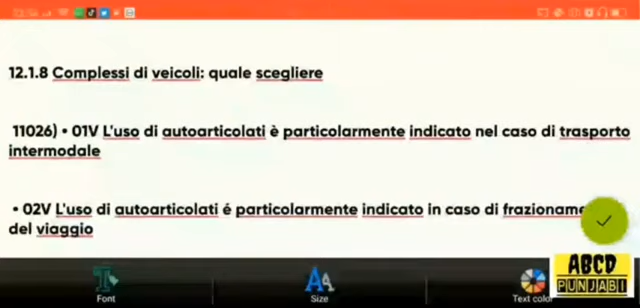 12.1.8 Complessi di veicoli: quale scegliere
11026) • 01V L'uso di autoarticolati è particolarmente indicato nel caso di trasporto
intermodale
• 02V L'uso di autoarticolati é particolarmente indicato in caso di
del viaggio
Font
Size
Text color
ABCD
PUNJABI